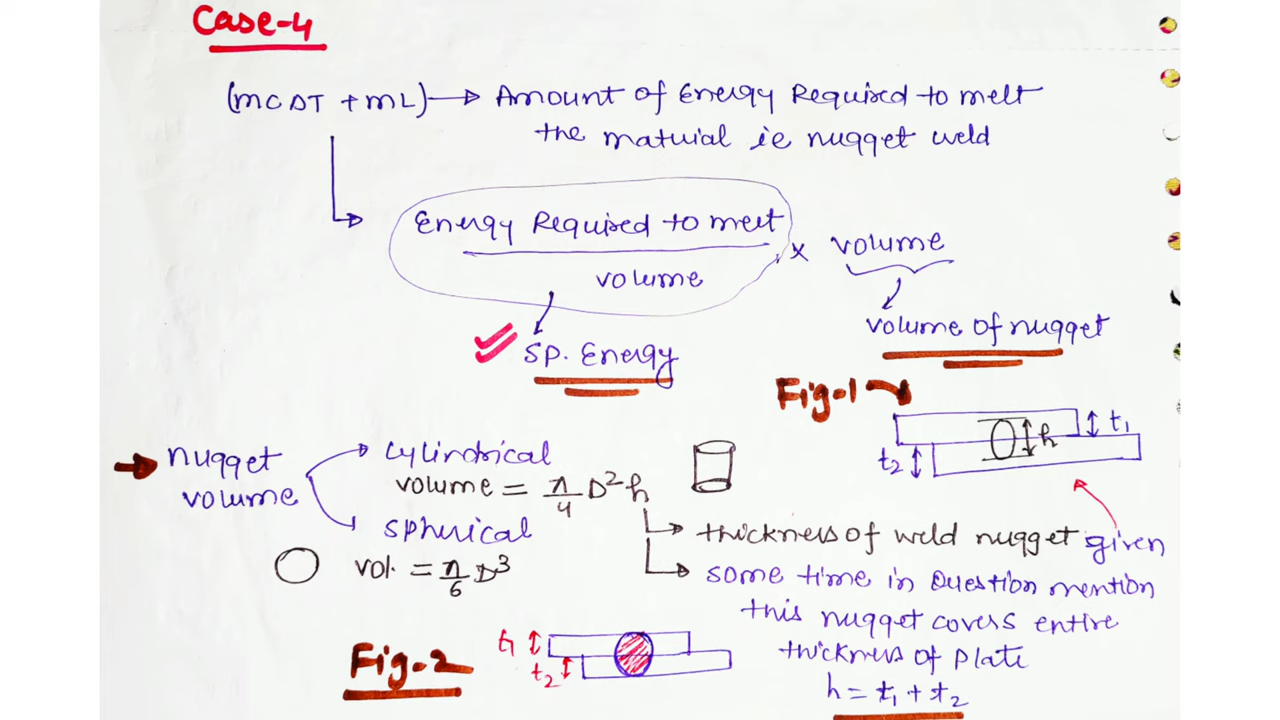 Case-4
(mCΔT + mL) → Amount of Energy Required to melt
the matuial ie nugget weld
Energy Required to melt
volume
× volume
volume of nugget
Sp. Energy
Fig-1
t₁
h
t₂
nugget
volume
cylindrical
volume = π/4 D²h
spherical
vol. = π/6 D³
thickness of weld nugget given
some time in Question mention
this nugget covers entire
thickness of plate
h = t₁ + t₂
Fig-2
t₁
t₂